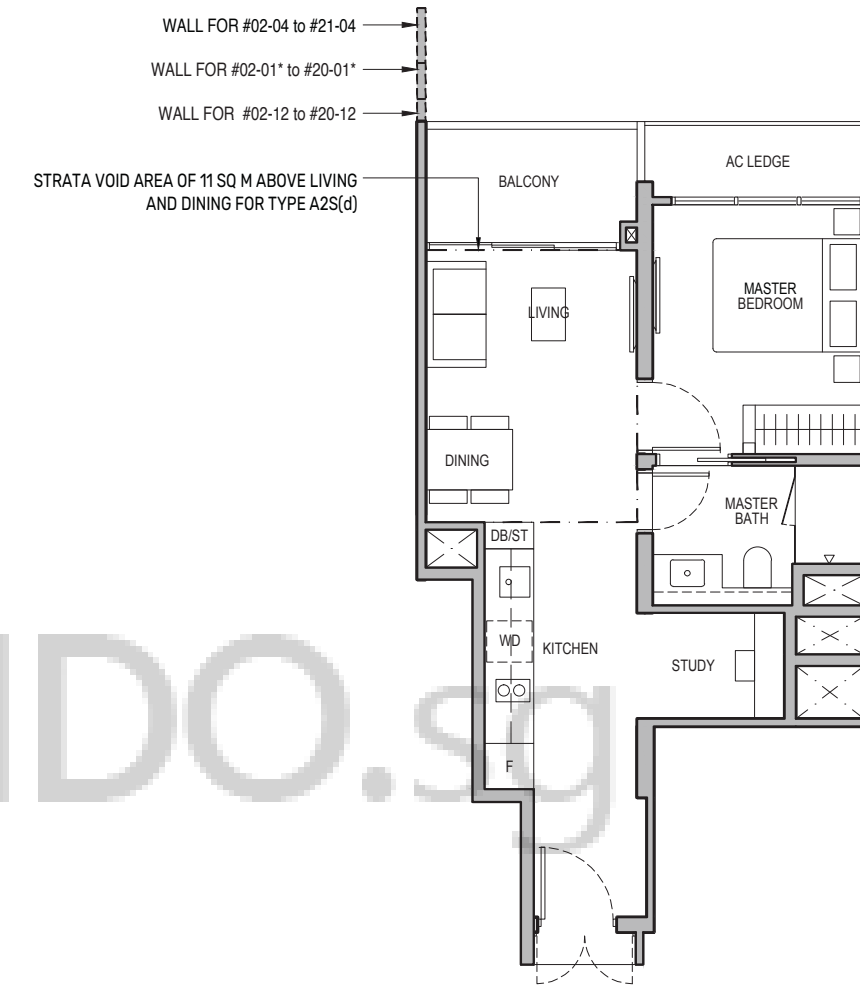 WALL FOR #02-04 to #21-04
WALL FOR #02-01* to #20-01*
WALL FOR #02-12 to #20-12
STRATA VOID AREA OF 11 SQ M ABOVE LIVING
AND DINING FOR TYPE A2S(d)
BALCONY
AC LEDGE
MASTER
BEDROOM
LIVING
DINING
MASTER
BATH
DB/ST
WD
KITCHEN
STUDY
F
NDO.sg